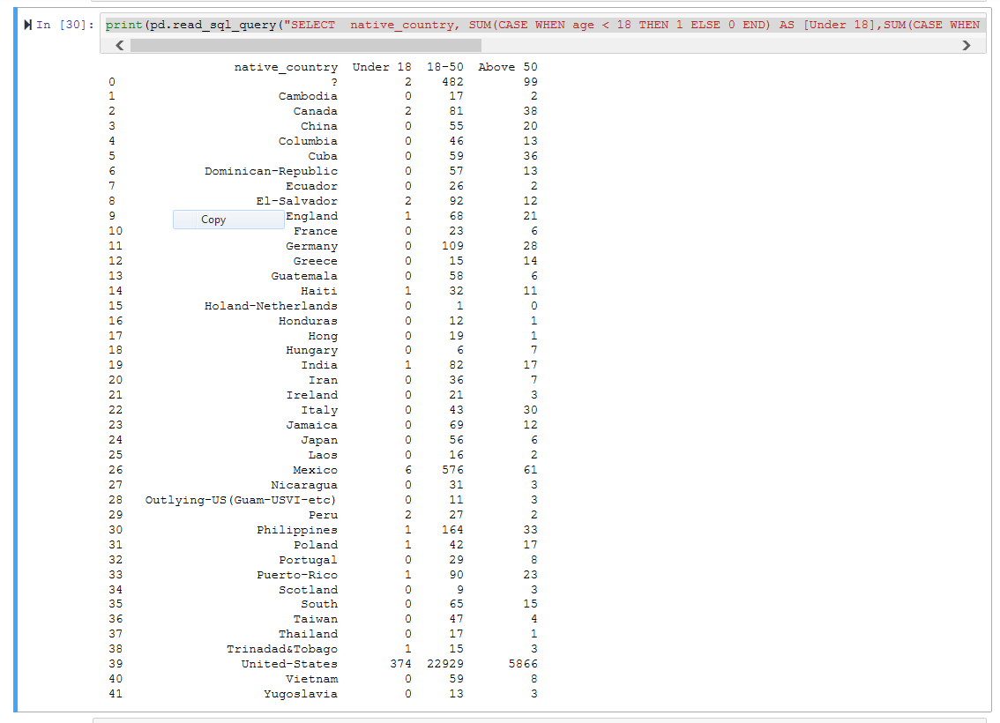 In [30]: print(pd.read_sql_query("SELECT  native_country, SUM(CASE WHEN age < 18 THEN 1 ELSE 0 END) AS [Under 18],SUM(CASE WHEN
native_country Under 18 18-50 Above 50
0 ? 2 482 99
1 Cambodia 0 17 2
2 Canada 2 81 38
3 China 0 55 20
4 Columbia 0 46 13
5 Cuba 0 59 36
6 Dominican-Republic 0 57 13
7 Ecuador 0 26 2
8 El-Salvador 2 92 12
9 Copy England 1 68 21
10 France 0 23 6
11 Germany 0 109 28
12 Greece 0 15 14
13 Guatemala 0 58 6
14 Haiti 1 32 11
15 Holand-Netherlands 0 1 0
16 Honduras 0 12 1
17 Hong 0 19 1
18 Hungary 0 6 7
19 India 1 82 17
20 Iran 0 36 7
21 Ireland 0 21 3
22 Italy 0 43 30
23 Jamaica 0 69 12
24 Japan 0 56 6
25 Laos 0 16 2
26 Mexico 6 576 61
27 Nicaragua 0 31 3
28 Outlying-US(Guam-USVI-etc) 0 11 3
29 Peru 2 27 2
30 Philippines 1 164 33
31 Poland 1 42 17
32 Portugal 0 29 8
33 Puerto-Rico 1 90 23
34 Scotland 0 9 3
35 South 0 65 15
36 Taiwan 0 47 4
37 Thailand 0 17 1
38 Trinadad&Tobago 1 15 3
39 United-States 374 22929 5866
40 Vietnam 0 59 8
41 Yugoslavia 0 13 3